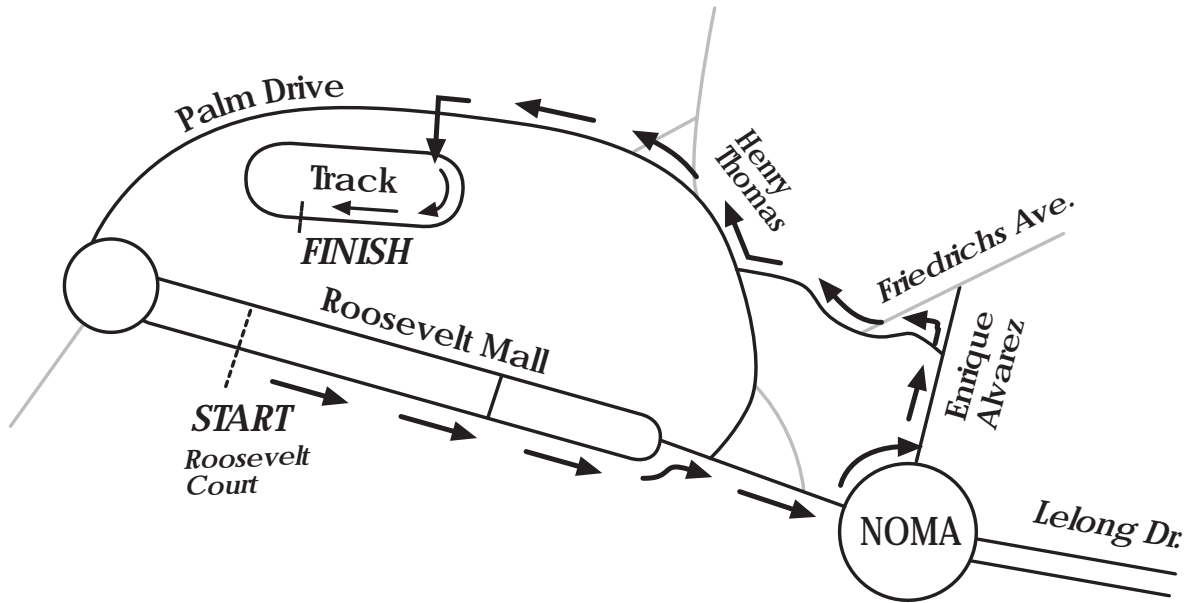 Palm Drive
Track
FINISH
Henry
Thomas
Friedrichs Ave.
Roosevelt Mall
Enrique
Alvarez
START
Roosevelt
Court
NOMA
Lelong Dr.